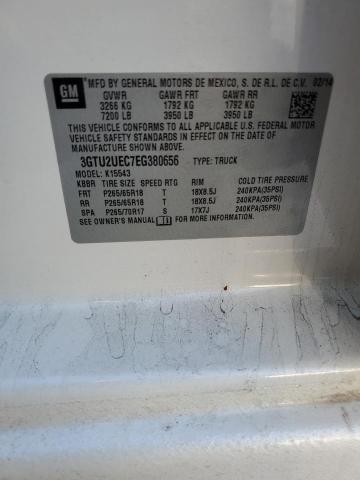 GM
MFD BY GENERAL MOTORS DE MEXICO, S. DE R.L. DE C.V. 02/14
GVWR GAWR FRT GAWR RR
3266 KG 1792 KG 1792 KG
7200 LB 3950 LB 3950 LB
THIS VEHICLE CONFORMS TO ALL APPLICABLE U.S. FEDERAL MOTOR
VEHICLE SAFETY STANDARDS IN EFFECT ON THE DATE OF
MANUFACTURE SHOWN ABOVE.
3GTU2UEC7EG380656 TYPE: TRUCK
MODEL: K15543
KBBR TIRE SIZE SPEED RTG RIM COLD TIRE PRESSURE
FRT P265/65R18 T 18X8.5J 240KPA(35PSI)
RR P265/65R18 T 18X8.5J 240KPA(35PSI)
SPA P265/70R17 S 17X7J 240KPA(35PSI)
SEE OWNER'S MANUAL FOR MORE INFORMATION